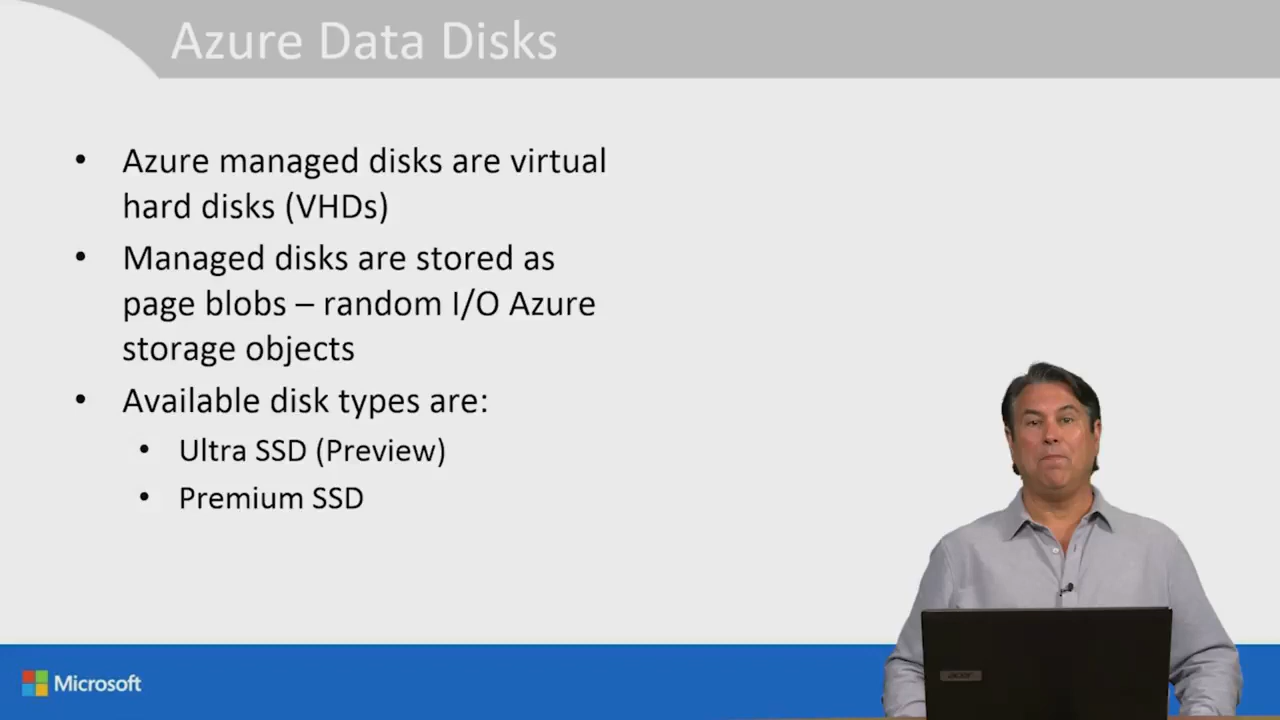 Azure Data Disks
• Azure managed disks are virtual
hard disks (VHDs)
• Managed disks are stored as
page blobs – random I/O Azure
storage objects
• Available disk types are:
• Ultra SSD (Preview)
• Premium SSD
acer
Microsoft